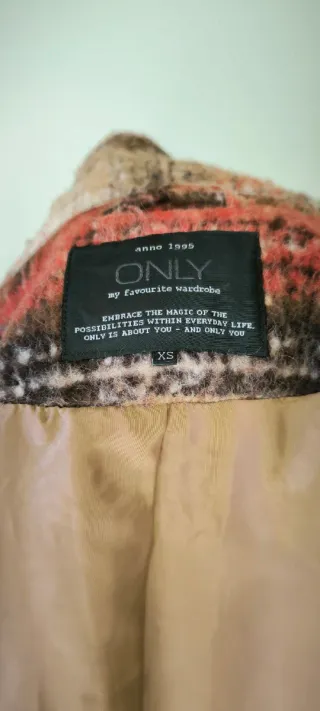 anno 1995
ONLY
my favourite wardrobe
EMBRACE THE MAGIC OF THE
POSSIBILITIES WITHIN EVERYDAY LIFE,
ONLY IS ABOUT YOU - AND ONLY YOU
XS